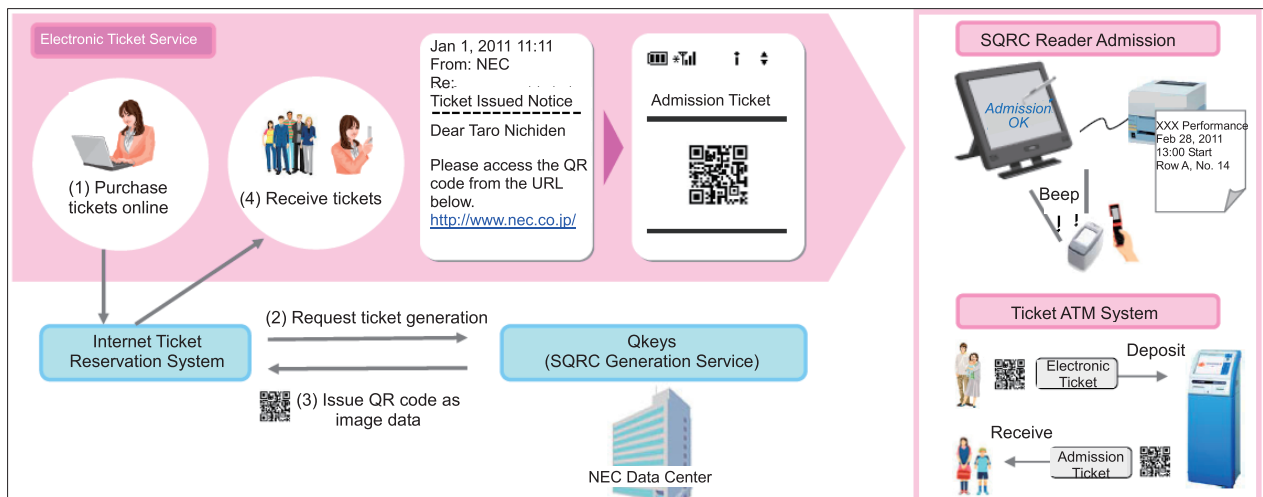 Electronic Ticket Service
(1) Purchase
tickets online
(4) Receive tickets
Jan 1, 2011 11:11
From: NEC
Re:
Ticket Issued Notice
Dear Taro Nichiden
Please access the QR
code from the URL
below.
http://www.nec.co.jp/
Admission Ticket
Internet Ticket
Reservation System
(2) Request ticket generation
(3) Issue QR code as
image data
Qkeys
(SQRC Generation Service)
NEC Data Center
SQRC Reader Admission
Admission
OK
XXX Performance
Feb 28, 2011
13:00 Start
Row A, No. 14
Beep
! !
Ticket ATM System
Deposit
Electronic
Ticket
Receive
Admission
Ticket